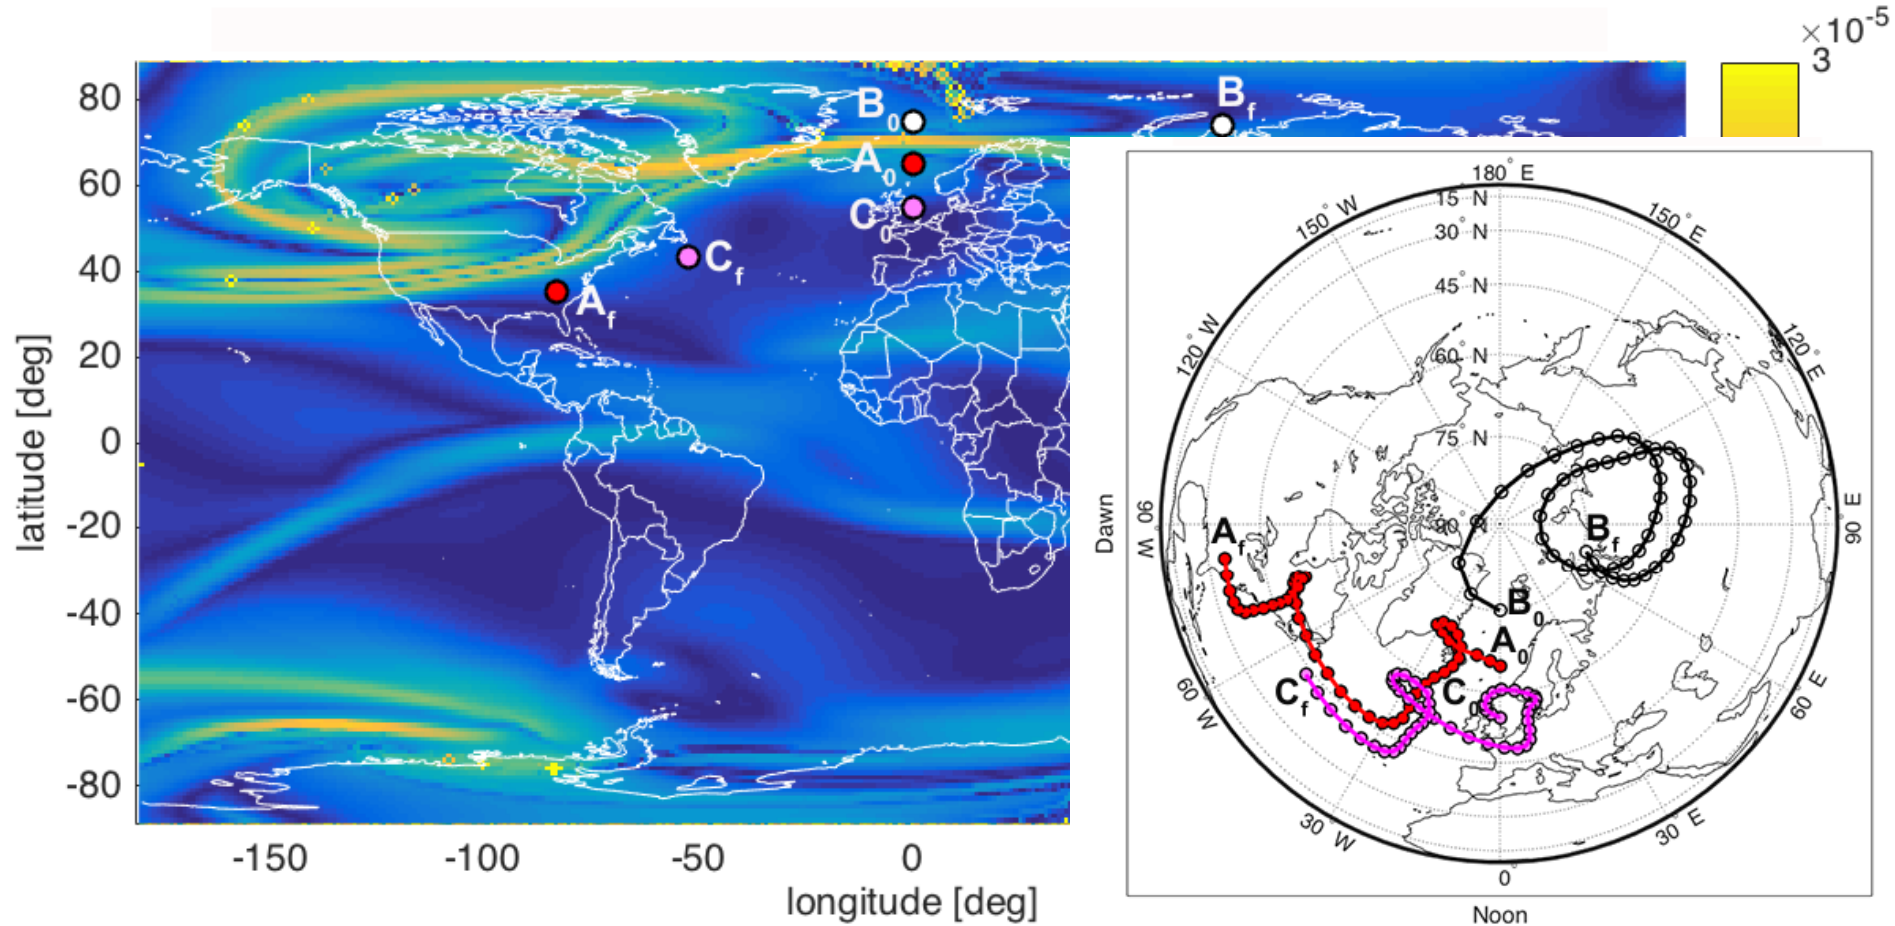 ×10⁻⁵
3
80
60
40
20
0
-20
-40
-60
-80
latitude [deg]
-150
-100
-50
0
longitude [deg]
B₀
A₀
C₀
B_f
C_f
A_f
180° E
15° N
30° N
45° N
60° N
75° N
90° N
150° W
150° E
120° W
120° E
90° W
90° E
60° W
60° E
30° W
30° E
0°
Dawn
Noon
A_f
B_f
B₀
A₀
C₀
C_f